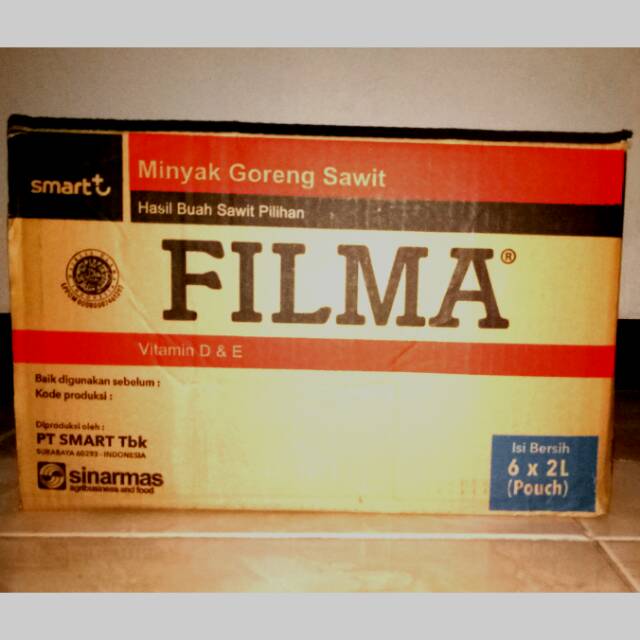 smart
Minyak Goreng Sawit
Hasil Buah Sawit Pilihan
FILMA®
Vitamin D & E
Baik digunakan sebelum :
Kode produksi :
Diproduksi oleh :
PT SMART Tbk
SURABAYA 60293 - INDONESIA
sinarmas
agribusiness and food
Isi Bersih
6 x 2L
(Pouch)